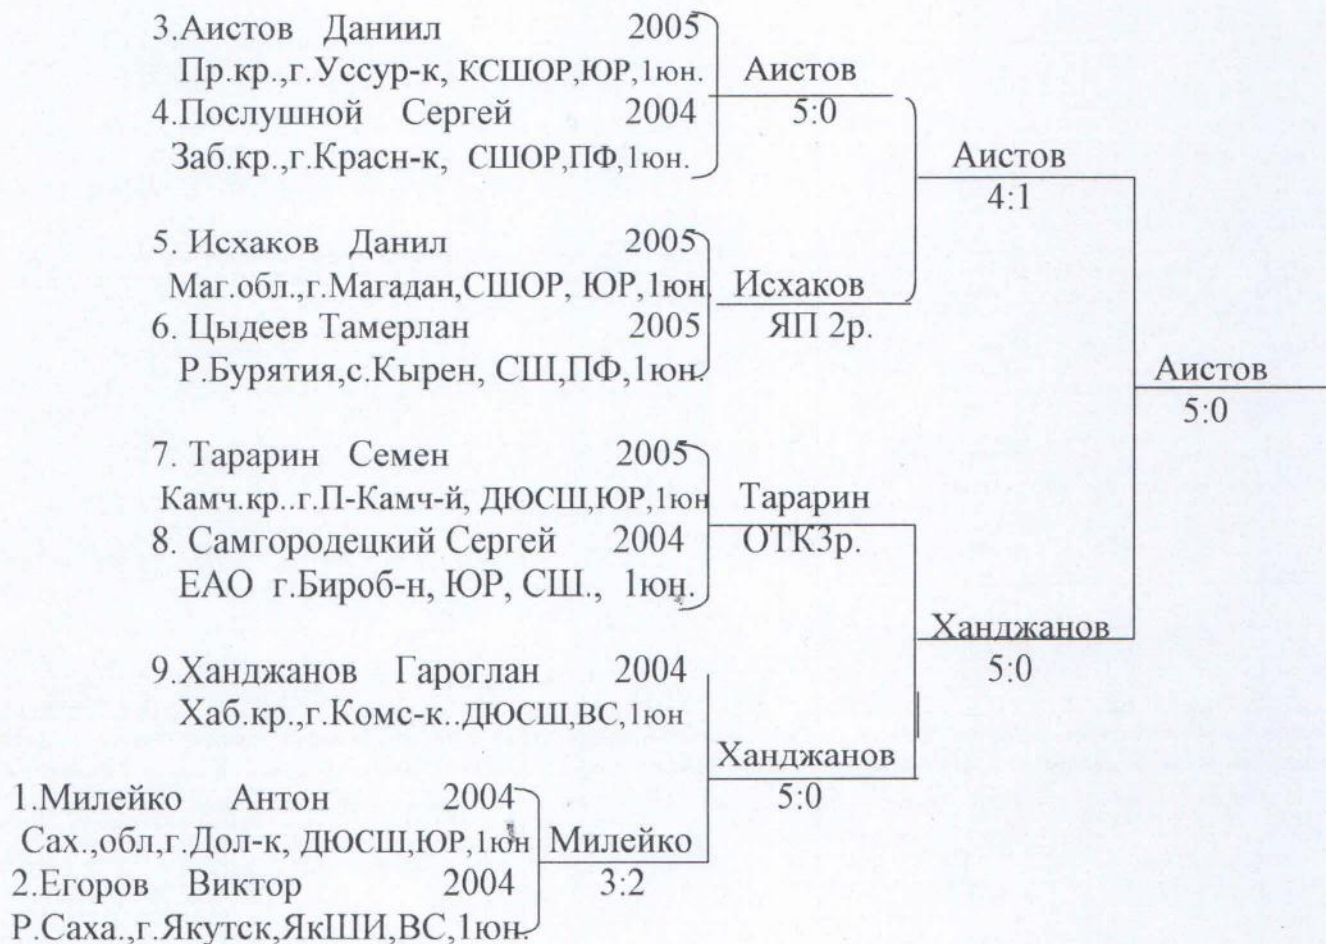 3.Аистов Даниил 2005
Пр.кр.,г.Уссур-к, КСШОР,ЮР,1юн.
Аистов
4.Послушной Сергей 2004
5:0
Заб.кр.,г.Красн-к, СШОР,ПФ,1юн.
Аистов
4:1
5. Исхаков Данил 2005
Маг.обл.,г.Магадан,СШОР, ЮР,1юн.
Исхаков
6. Цыдеев Тамерлан 2005
ЯП 2р.
Р.Бурятия,с.Кырен, СШ,ПФ,1юн.
Аистов
5:0
7. Тарарин Семен 2005
Камч.кр..г.П-Камч-й, ДЮСШ,ЮР,1юн
Тарарин
8. Самгородецкий Сергей 2004
ОТК3р.
ЕАО г.Бироб-н, ЮР, СШ., 1юн.
Ханджанов
5:0
9.Ханджанов Гароглан 2004
Хаб.кр.,г.Комс-к..ДЮСШ,ВС,1юн
Ханджанов
5:0
1.Милейко Антон 2004
Сах.,обл,г.Дол-к, ДЮСШ,ЮР,1юн
Милейко
2.Егоров Виктор 2004
3:2
Р.Саха.,г.Якутск,ЯкШИ,ВС,1юн.